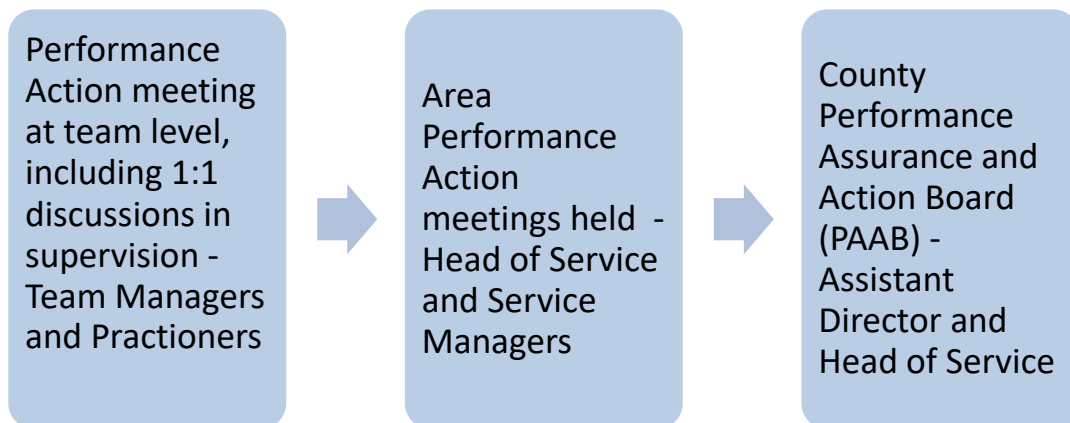 Performance
Action meeting
at team level,
including 1:1
discussions in
supervision -
Team Managers
and Practioners
Area
Performance
Action
meetings held -
Head of Service
and Service
Managers
County
Performance
Assurance and
Action Board
(PAAB) -
Assistant
Director and
Head of Service